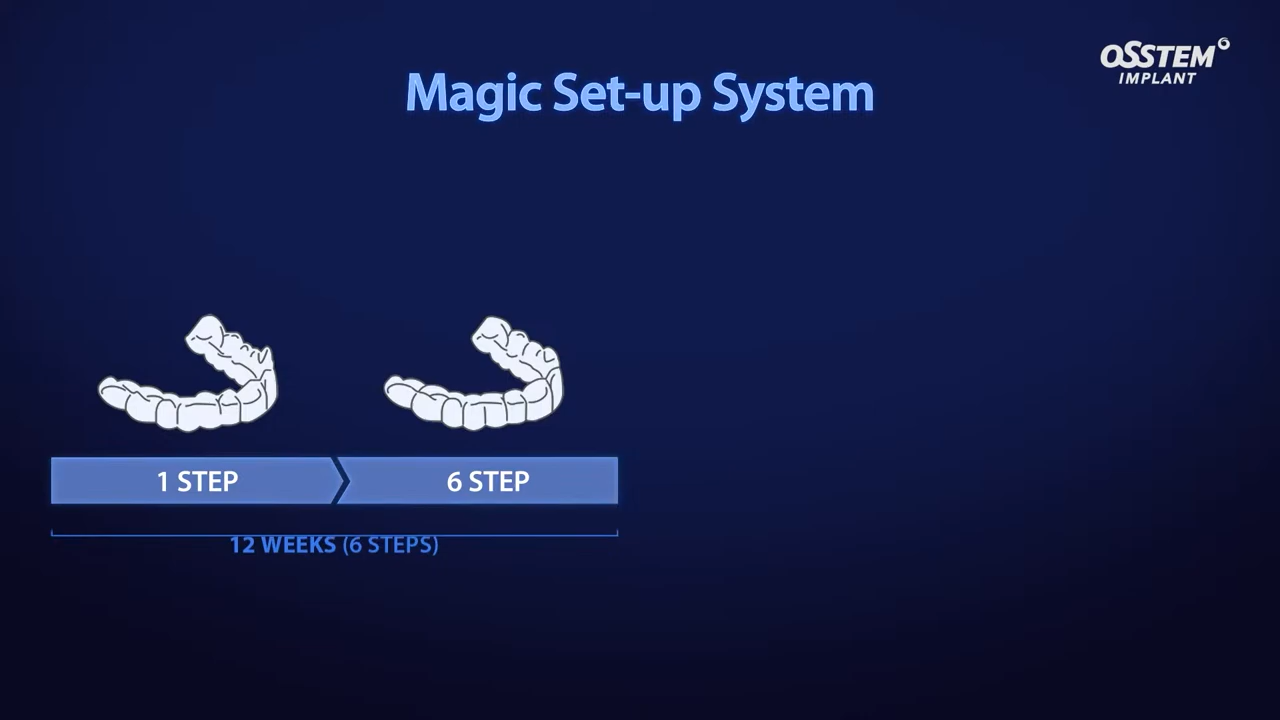 OSSTEM
IMPLANT
Magic Set-up System
1 STEP
6 STEP
12 WEEKS (6 STEPS)